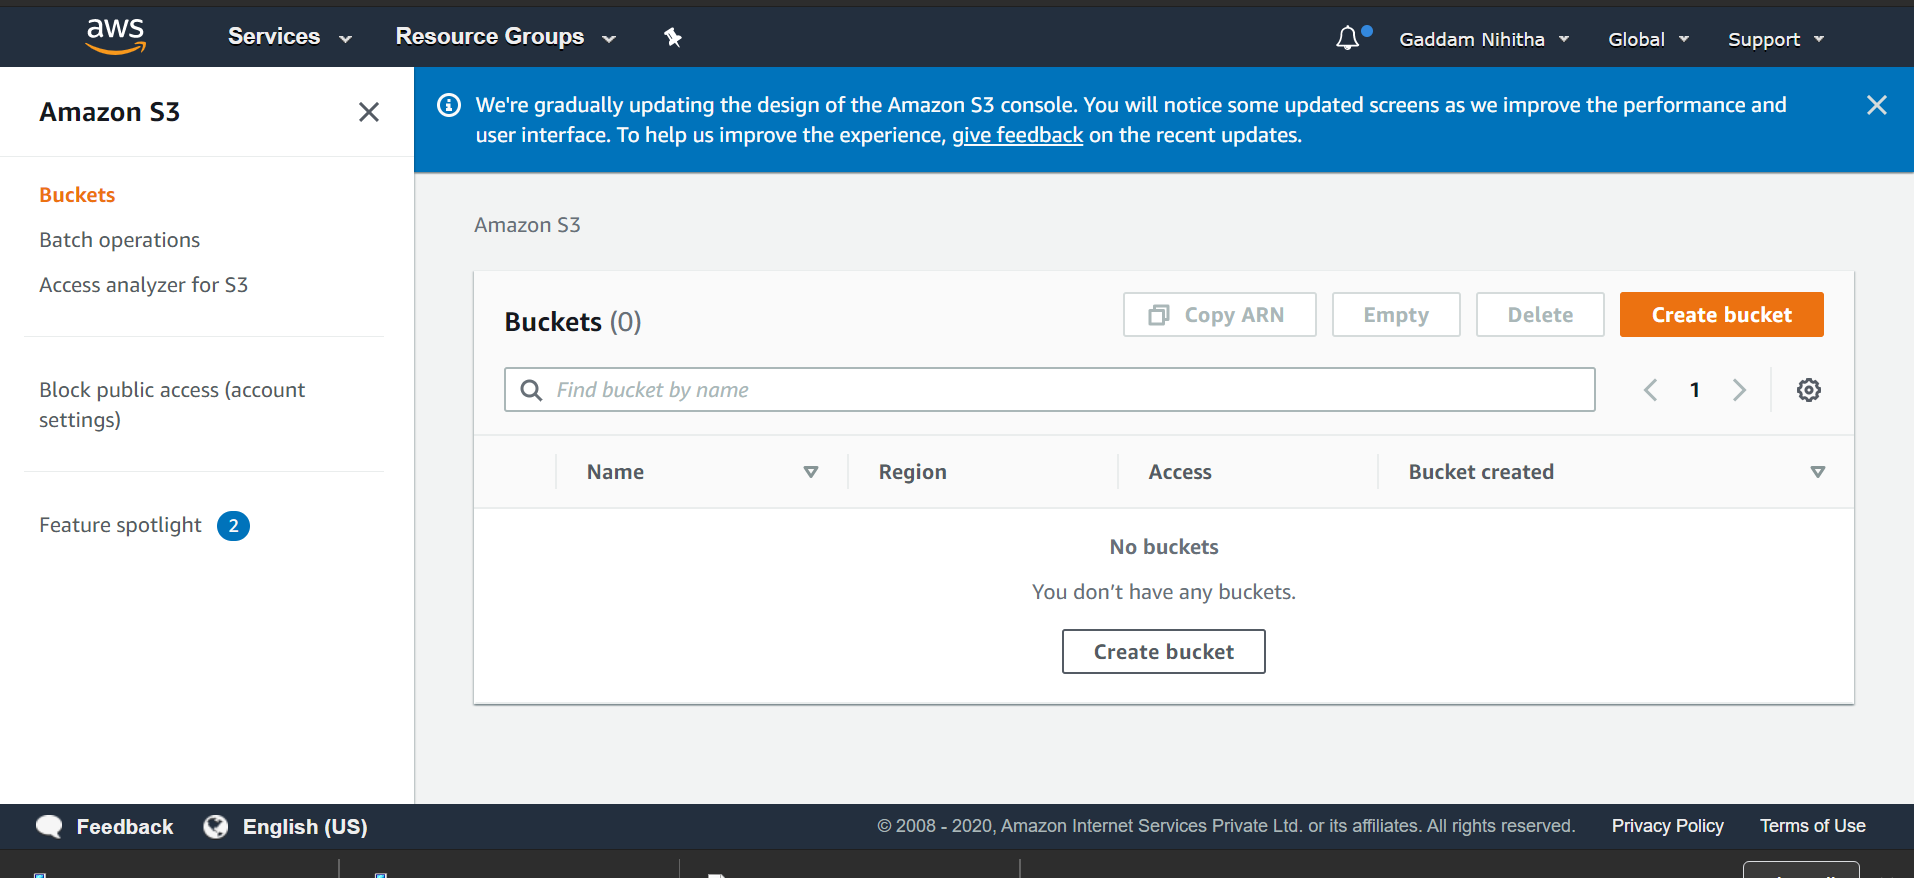 aws
Services
Resource Groups
Gaddam Nihitha
Global
Support
Amazon S3
Buckets
Batch operations
Access analyzer for S3
Block public access (account
settings)
Feature spotlight 2
We're gradually updating the design of the Amazon S3 console. You will notice some updated screens as we improve the performance and
user interface. To help us improve the experience, give feedback on the recent updates.
Amazon S3
Buckets (0)
Copy ARN
Empty
Delete
Create bucket
Find bucket by name
1
Name
Region
Access
Bucket created
No buckets
You don’t have any buckets.
Create bucket
Feedback
English (US)
© 2008 - 2020, Amazon Internet Services Private Ltd. or its affiliates. All rights reserved.
Privacy Policy
Terms of Use